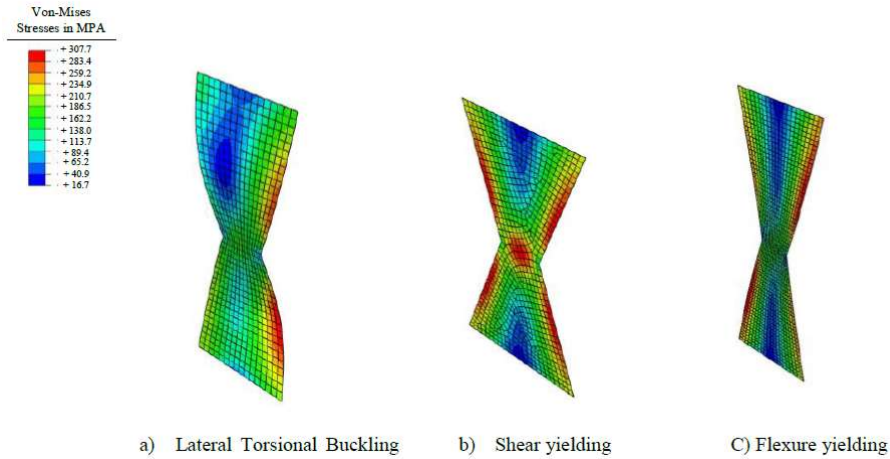 Von-Mises
Stresses in MPA
+ 307.7
+ 283.4
+ 259.2
+ 234.9
+ 210.7
+ 186.5
+ 162.2
+ 138.0
+ 113.7
+ 89.4
+ 65.2
+ 40.9
+ 16.7
a) Lateral Torsional Buckling
b) Shear yielding
C) Flexure yielding